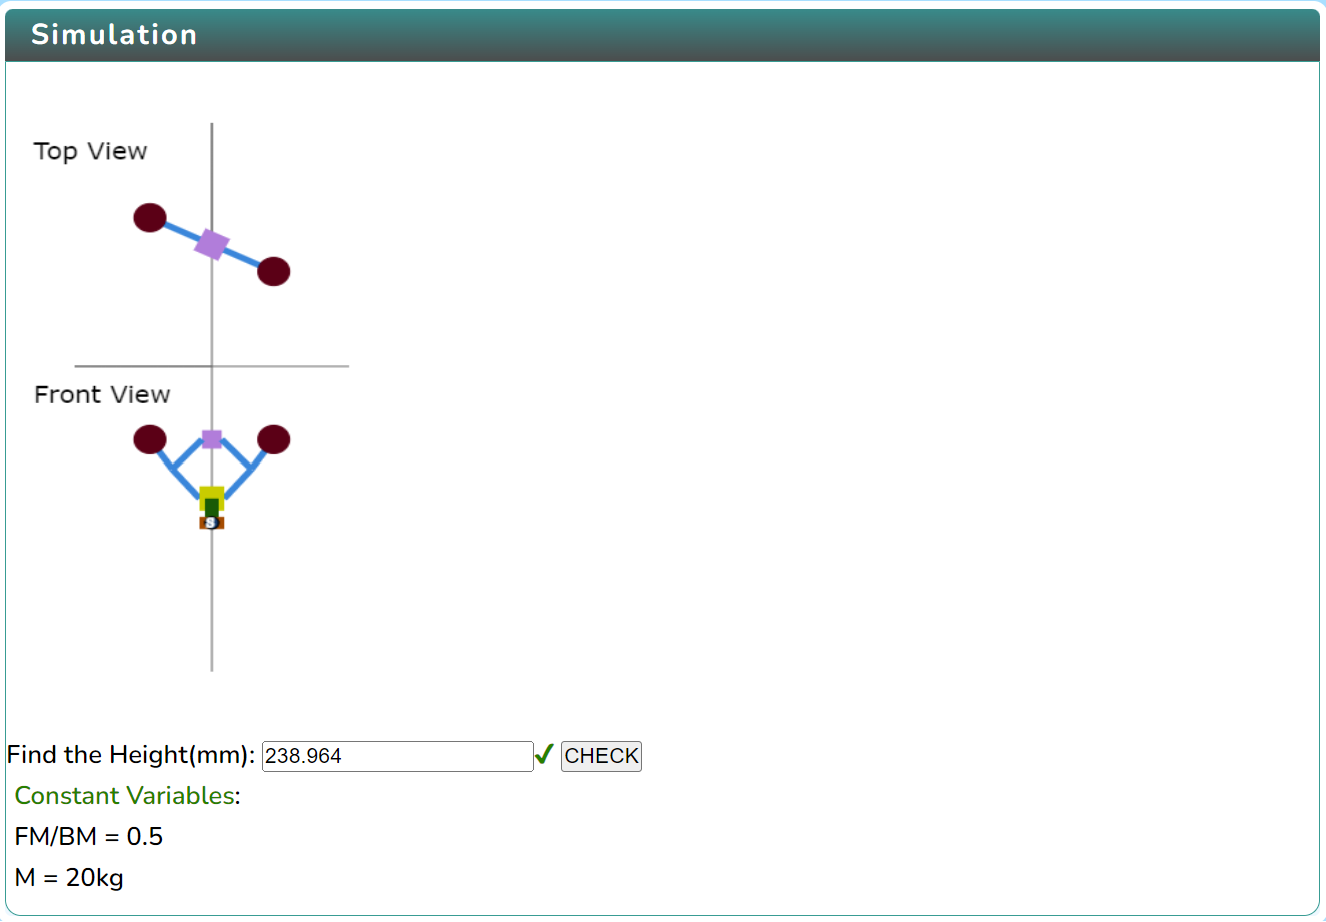 Simulation
Top View
Front View
S
Find the Height(mm): 238.964 ✓ CHECK
Constant Variables:
FM/BM = 0.5
M = 20kg